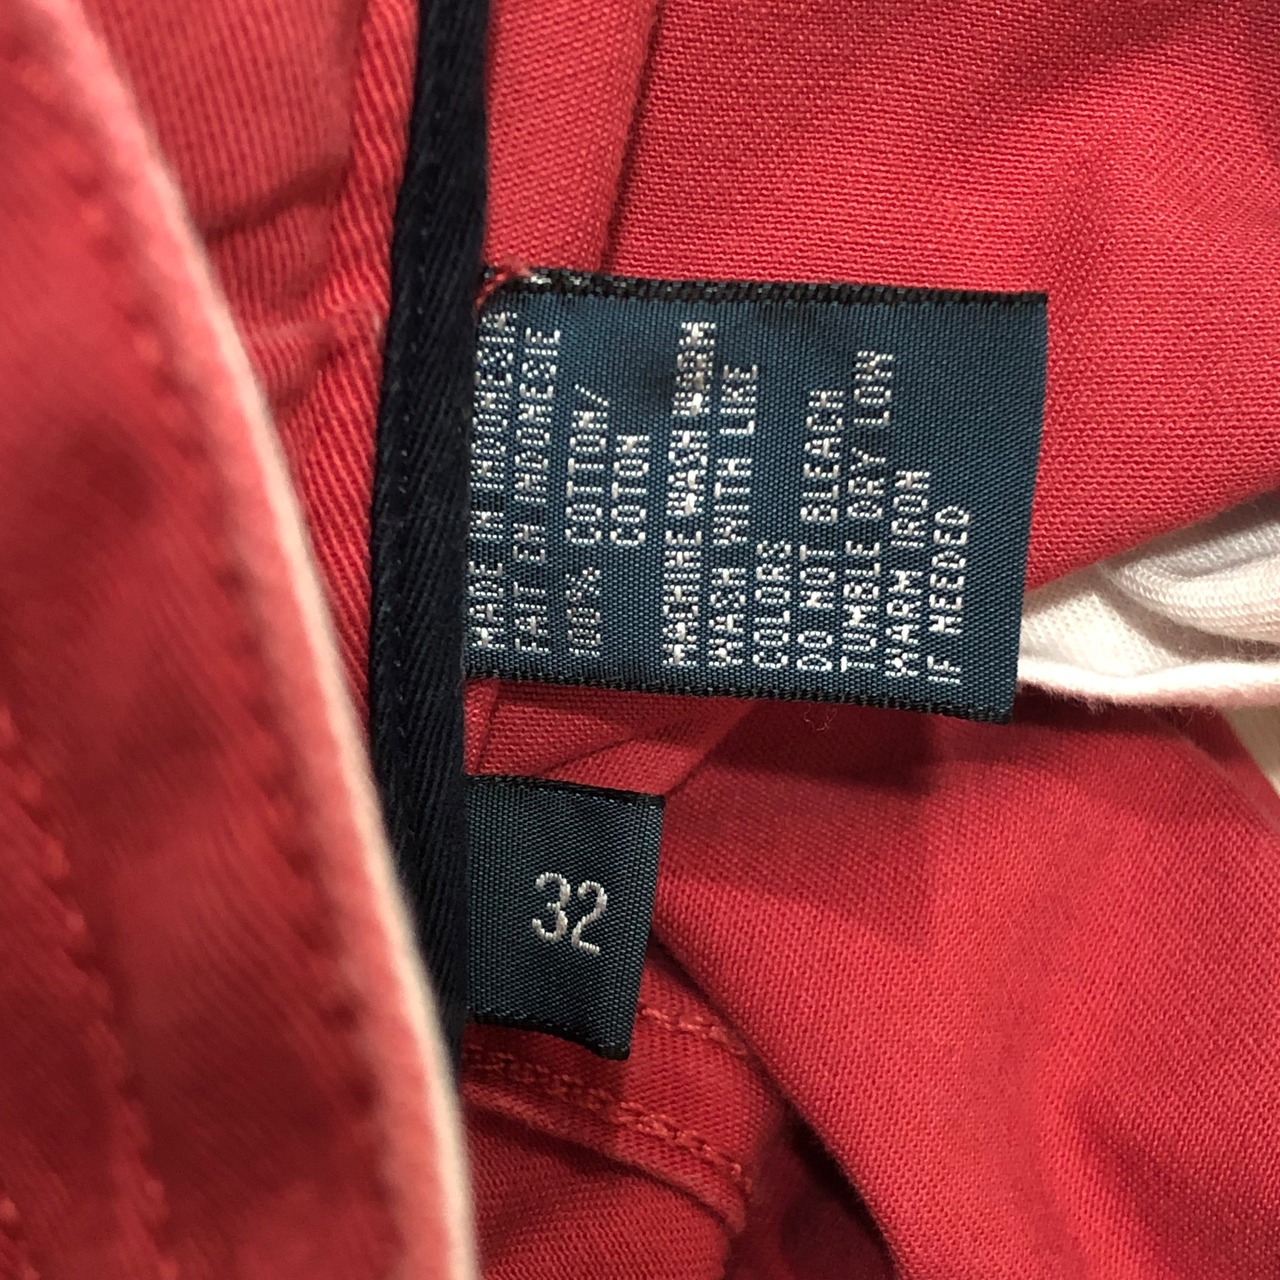 MADE IN INDONESIA
FAIT EN INDONESIE
100% COTTON/
COTON
MACHINE WASH WARM
WASH WITH LIKE
COLORS
DO NOT BLEACH
TUMBLE DRY LOW
WARM IRON
IF NEEDED
32